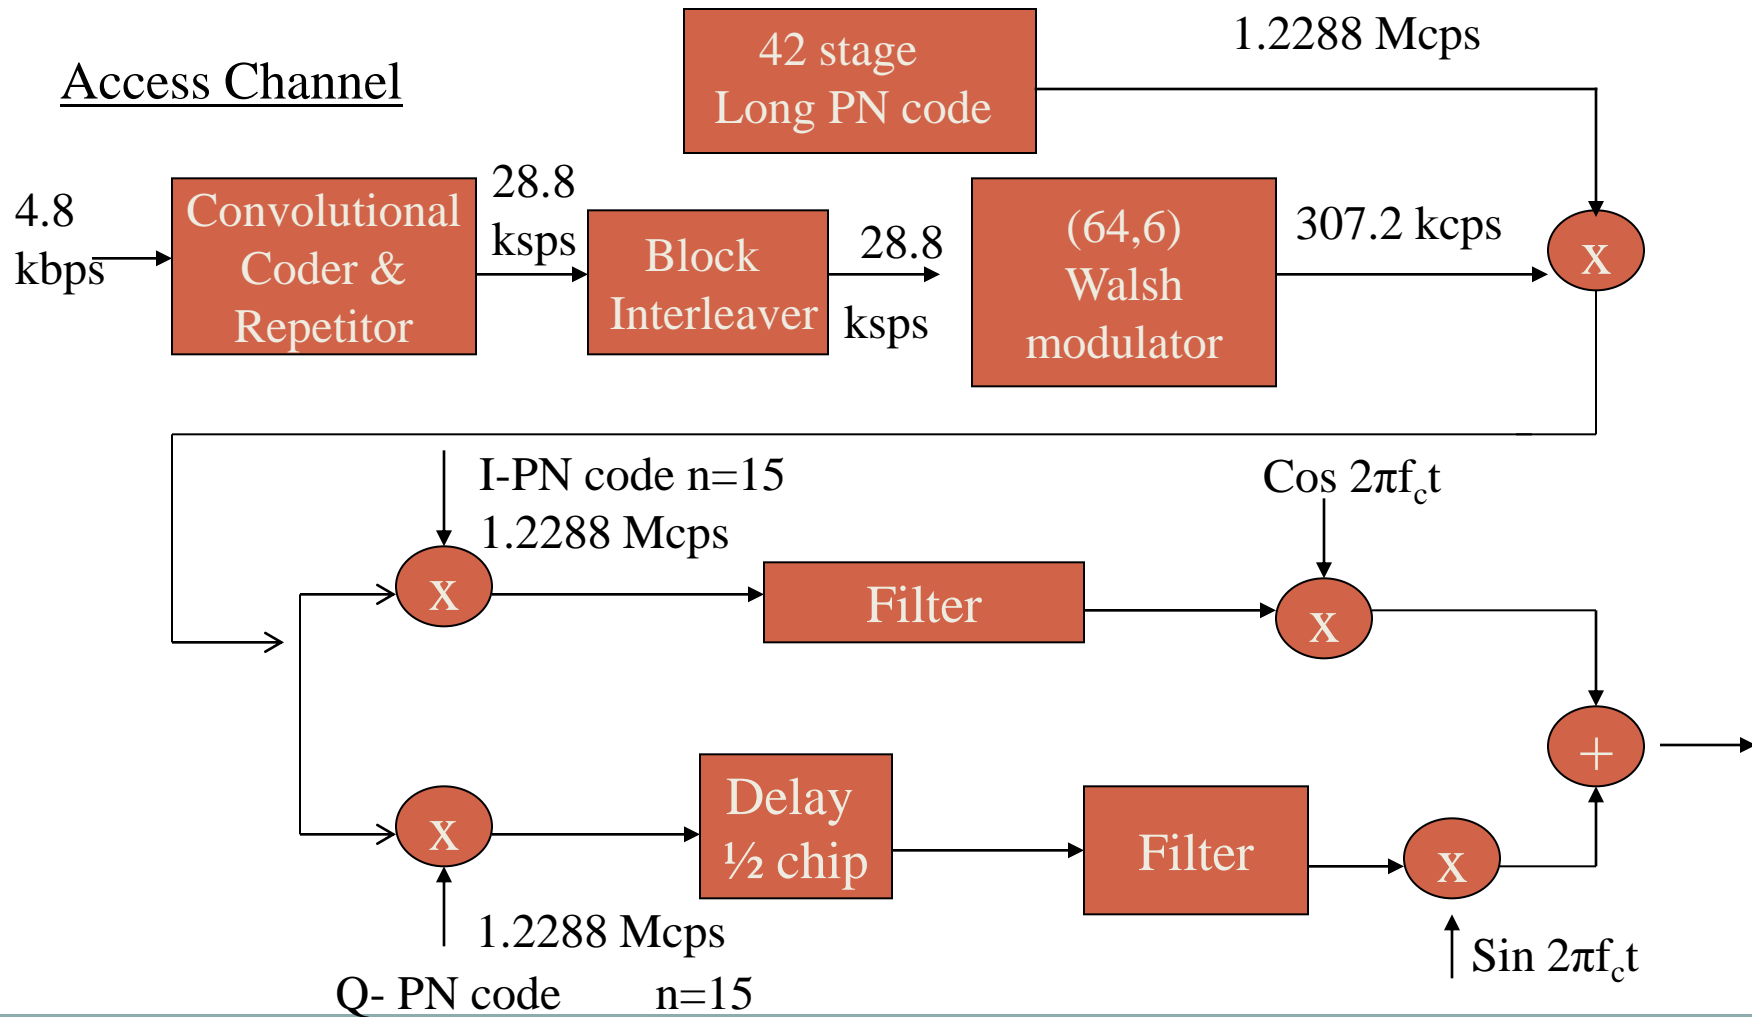 Access Channel
42 stage
Long PN code
1.2288 Mcps
4.8
kbps
Convolutional
Coder &
Repetitor
28.8
ksps
Block
Interleaver
28.8
ksps
(64,6)
Walsh
modulator
307.2 kcps
x
I-PN code n=15
1.2288 Mcps
x
Filter
Cos 2πfct
x
+
x
Delay
½ chip
Filter
x
1.2288 Mcps
Q- PN code n=15
Sin 2πfct